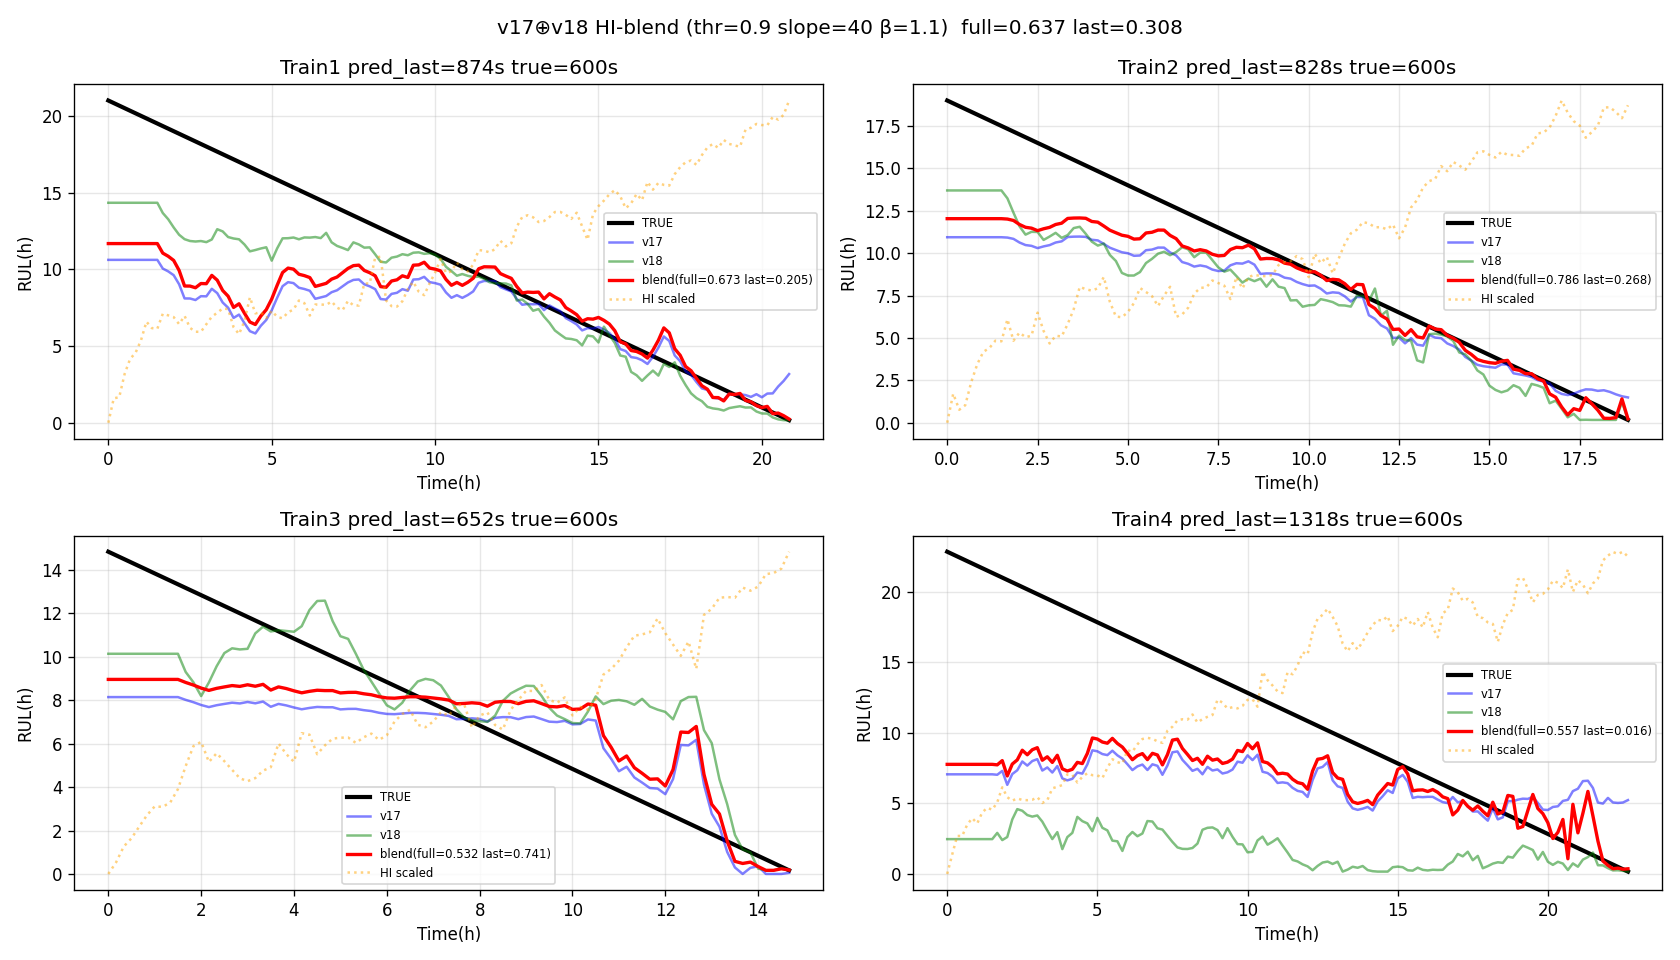 v17⊕v18 HI-blend (thr=0.9 slope=40 β=1.1)  full=0.637 last=0.308
Train1 pred_last=874s true=600s
RUL(h)
20
15
10
5
0
TRUE
v17
v18
blend(full=0.673 last=0.205)
HI scaled
0 5 10 15 20
Time(h)
Train2 pred_last=828s true=600s
RUL(h)
17.5
15.0
12.5
10.0
7.5
5.0
2.5
0.0
TRUE
v17
v18
blend(full=0.786 last=0.268)
HI scaled
0.0 2.5 5.0 7.5 10.0 12.5 15.0 17.5
Time(h)
Train3 pred_last=652s true=600s
RUL(h)
14
12
10
8
6
4
2
0
TRUE
v17
v18
blend(full=0.532 last=0.741)
HI scaled
0 2 4 6 8 10 12 14
Time(h)
Train4 pred_last=1318s true=600s
RUL(h)
20
15
10
5
0
TRUE
v17
v18
blend(full=0.557 last=0.016)
HI scaled
0 5 10 15 20
Time(h)